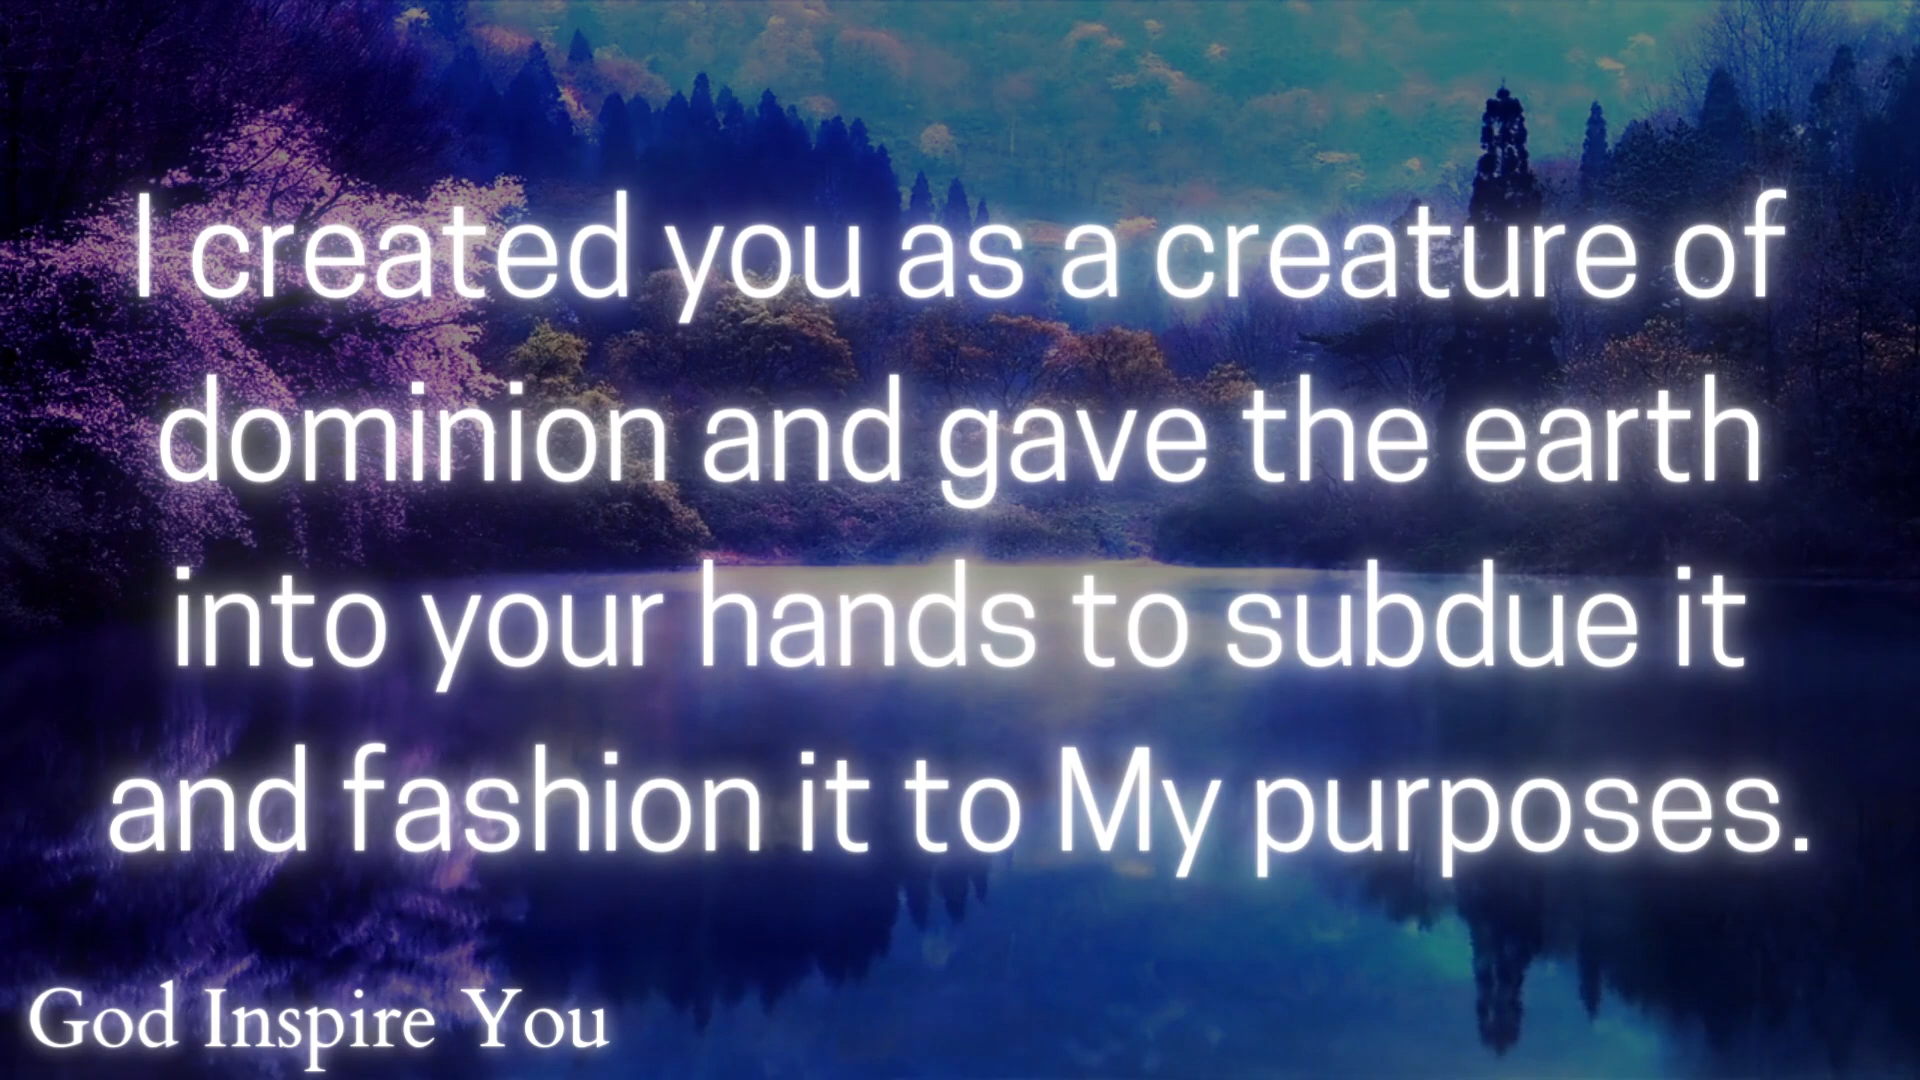 I created you as a creature of
dominion and gave the earth
into your hands to subdue it
and fashion it to My purposes.
God Inspire You